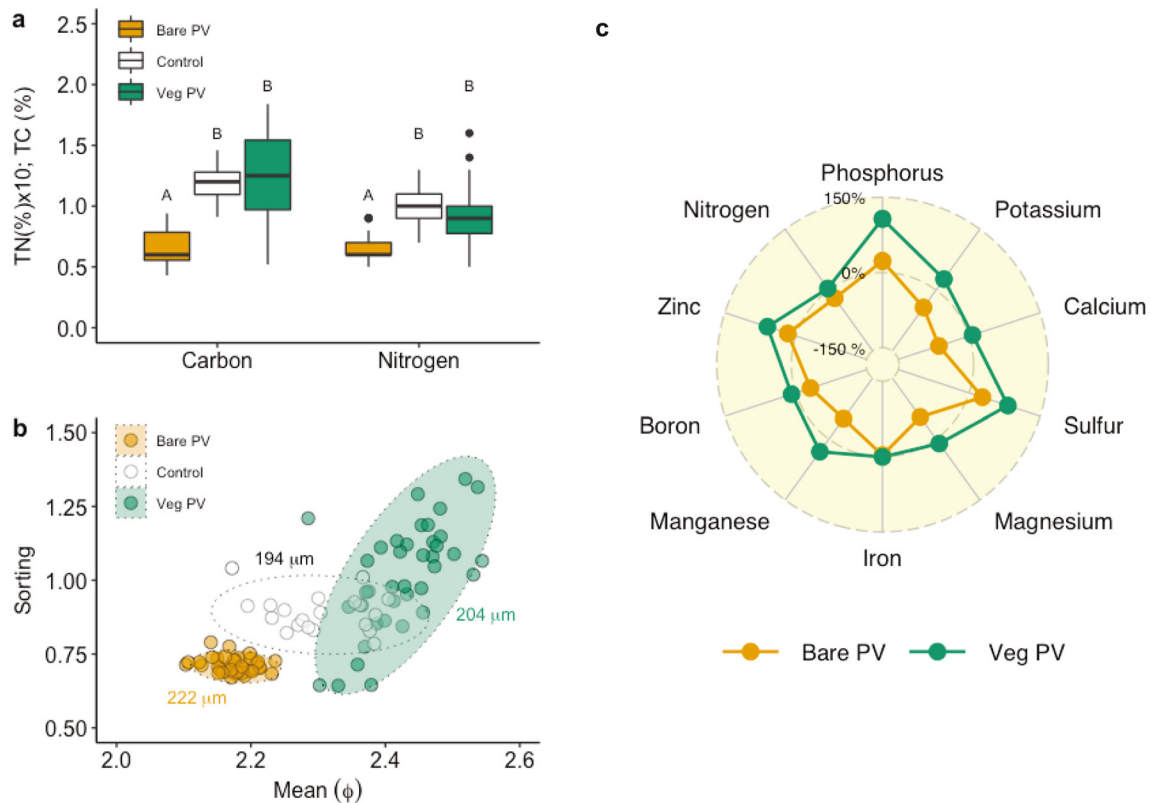 a
TN(%)x10; TC (%)
2.5
2.0
1.5
1.0
0.5
0.0
Bare PV
Control
Veg PV
A
B
B
A
B
B
Carbon
Nitrogen
b
Sorting
1.50
1.25
1.00
0.75
0.50
Bare PV
Control
Veg PV
194 μm
204 μm
222 μm
2.0
2.2
2.4
2.6
Mean (ϕ)
c
Phosphorus
Potassium
Calcium
Sulfur
Magnesium
Iron
Manganese
Boron
Zinc
Nitrogen
150%
0%
-150 %
Bare PV
Veg PV